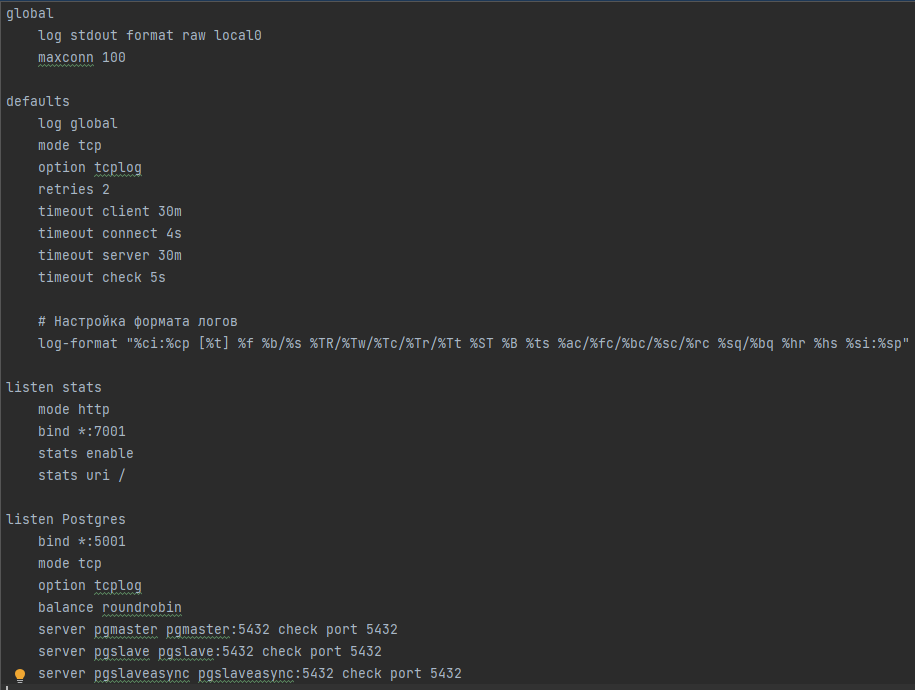 global
    log stdout format raw local0
    maxconn 100

defaults
    log global
    mode tcp
    option tcplog
    retries 2
    timeout client 30m
    timeout connect 4s
    timeout server 30m
    timeout check 5s

    # Настройка формата логов
    log-format "%ci:%cp [%t] %f %b/%s %TR/%Tw/%Tc/%Tr/%Tt %ST %B %ts %ac/%fc/%bc/%sc/%rc %sq/%bq %hr %hs %si:%sp"

listen stats
    mode http
    bind *:7001
    stats enable
    stats uri /

listen Postgres
    bind *:5001
    mode tcp
    option tcplog
    balance roundrobin
    server pgmaster pgmaster:5432 check port 5432
    server pgslave pgslave:5432 check port 5432
    server pgslaveasync pgslaveasync:5432 check port 5432